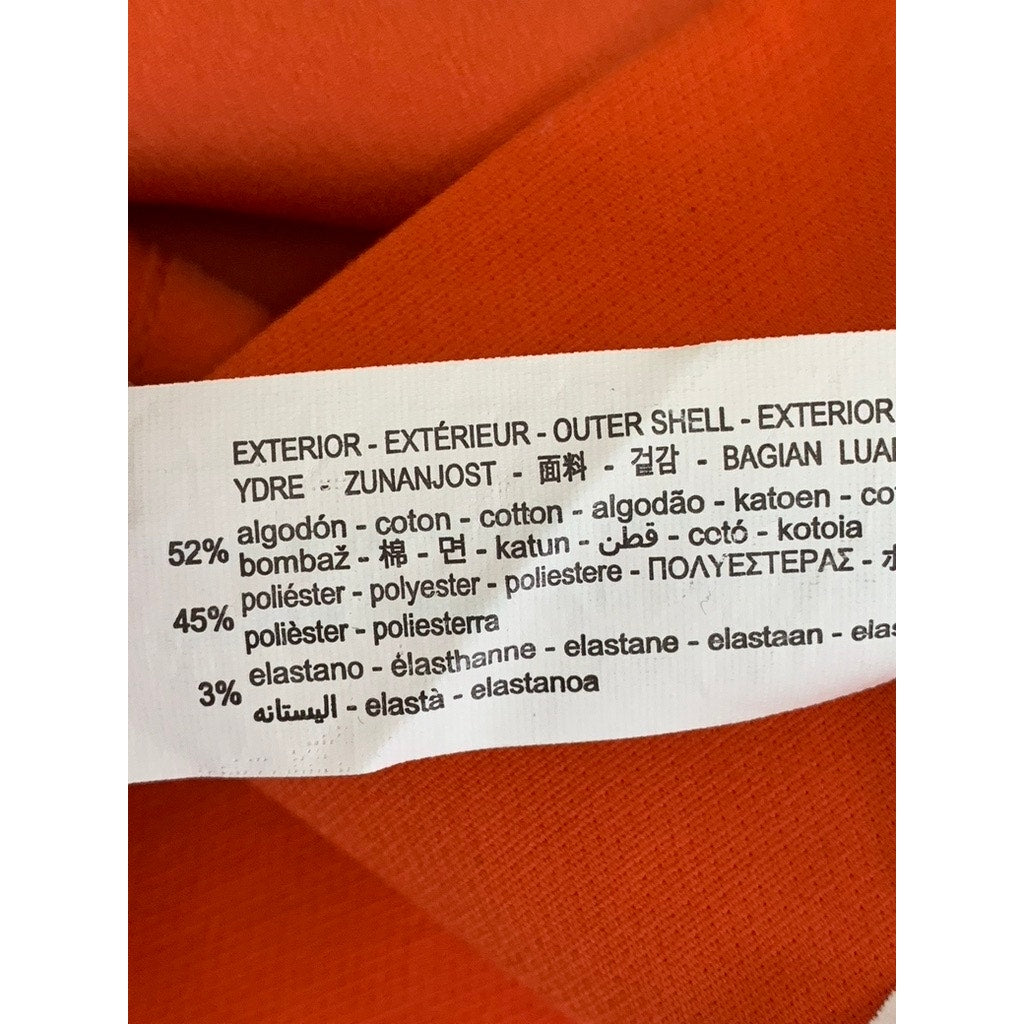 EXTERIOR - EXTÉRIEUR - OUTER SHELL - EXTERIOR
YDRE - ZUNANJOST - 面料 - 겉감 - BAGIAN
52% algodón - coton - cotton - algodão - katoen -
bombaž - 棉 - 면 - katun - قطن - cotó - kotoia
45% poliéster - polyester - poliestere - ΠΟΛΥΕΣΤΕΡΑΣ -
polièster - poliesterra
3% elastano - élasthanne - elastane - elastaan -
اليستانه - elastà - elastanoa